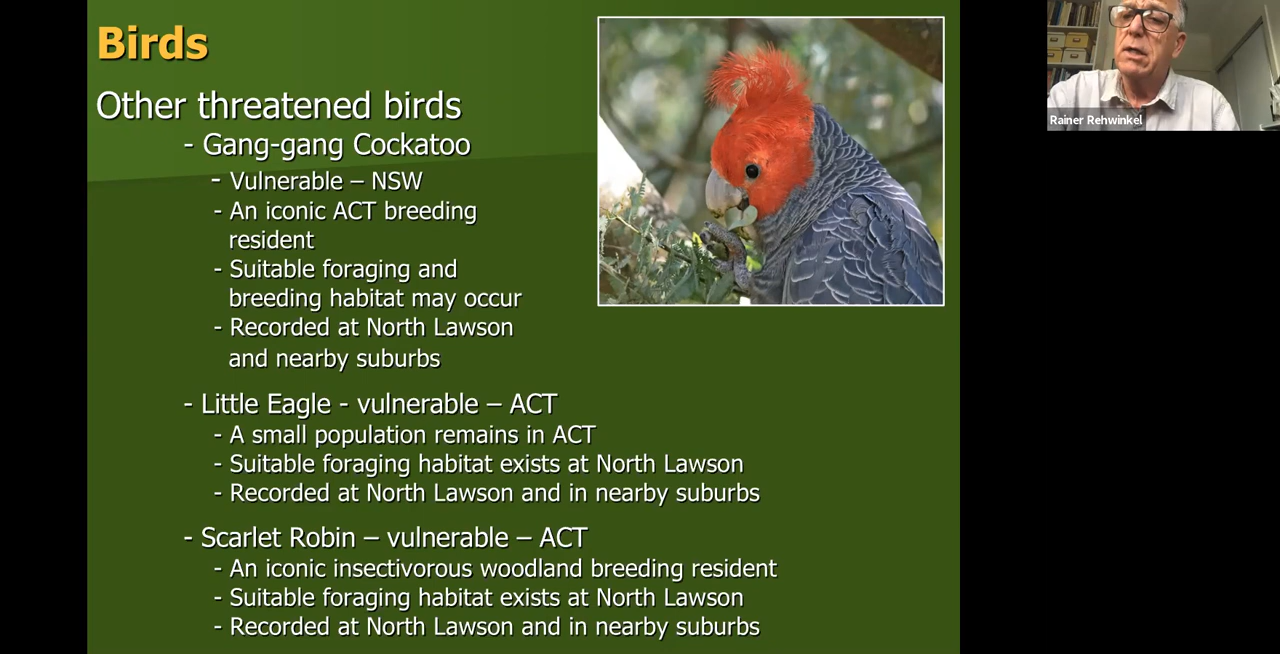 Birds
Other threatened birds
- Gang-gang Cockatoo
- Vulnerable – NSW
- An iconic ACT breeding
resident
- Suitable foraging and
breeding habitat may occur
- Recorded at North Lawson
and nearby suburbs
- Little Eagle - vulnerable – ACT
- A small population remains in ACT
- Suitable foraging habitat exists at North Lawson
- Recorded at North Lawson and in nearby suburbs
- Scarlet Robin – vulnerable – ACT
- An iconic insectivorous woodland breeding resident
- Suitable foraging habitat exists at North Lawson
- Recorded at North Lawson and in nearby suburbs
Rainer Rehwinkel